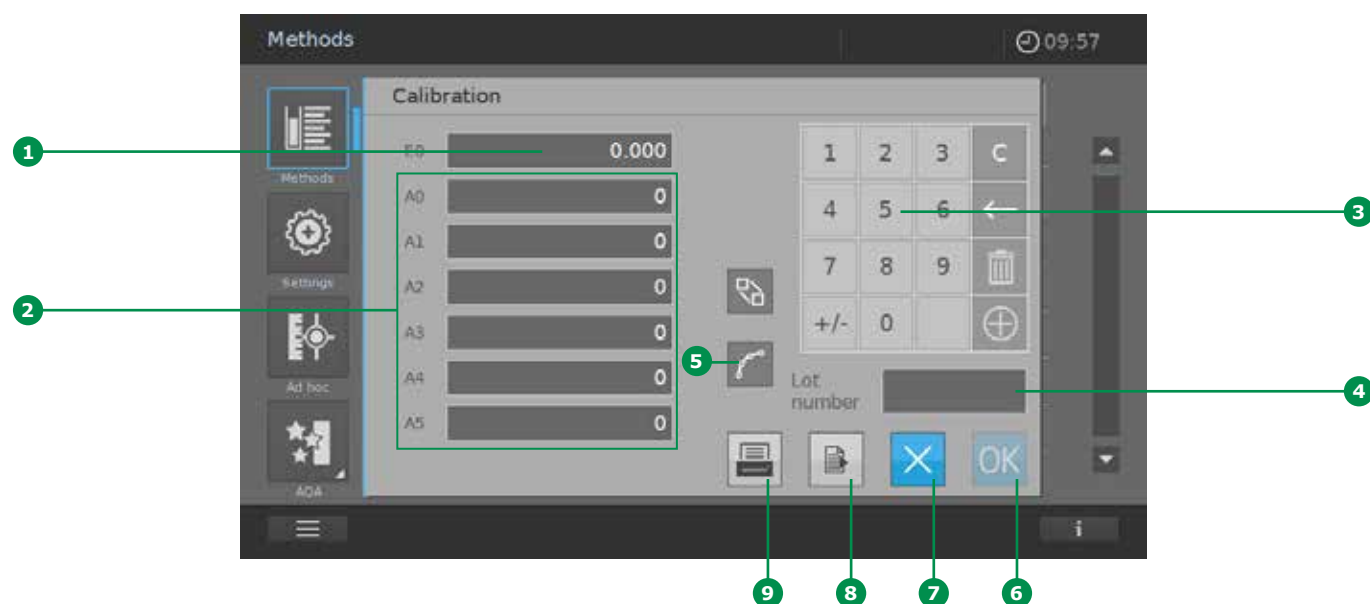 Methods
09:57
Calibration
1
E0 0.000
1 2 3 C
Methods
A0 0
4 5 6
3
A1 0
Settings
7 8 9
2
A2 0
A3 0
+/- 0
5
Ad hoc
A4 0
Lot
number
4
A5 0
OK
AOA
i
9 8 7 6